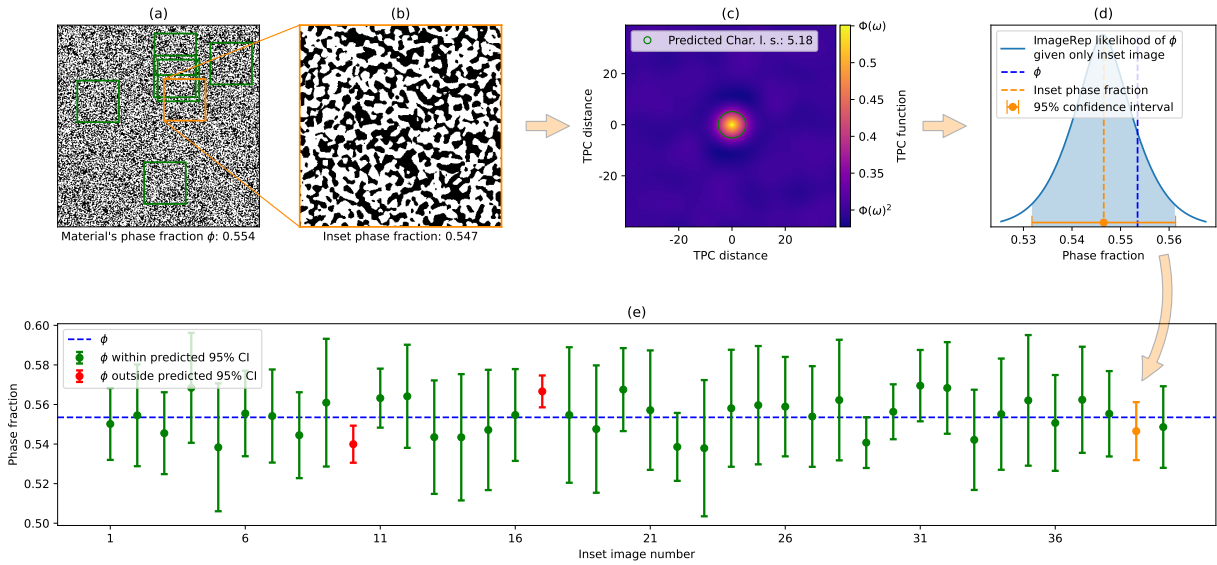 (a)
(b)
(c)
(d)
Material's phase fraction ϕ: 0.554
Inset phase fraction: 0.547
Predicted Char. l. s.: 5.18
20
0
-20
TPC distance
-20
0
20
TPC distance
Φ(ω)
0.5
0.45
0.4
0.35
Φ(ω)²
TPC function
ImageRep likelihood of ϕ
given only inset image
ϕ
Inset phase fraction
95% confidence interval
0.53
0.54
0.55
0.56
Phase fraction
(e)
ϕ
ϕ within predicted 95% CI
ϕ outside predicted 95% CI
0.60
0.58
0.56
0.54
0.52
0.50
Phase fraction
1
6
11
16
21
26
31
36
Inset image number